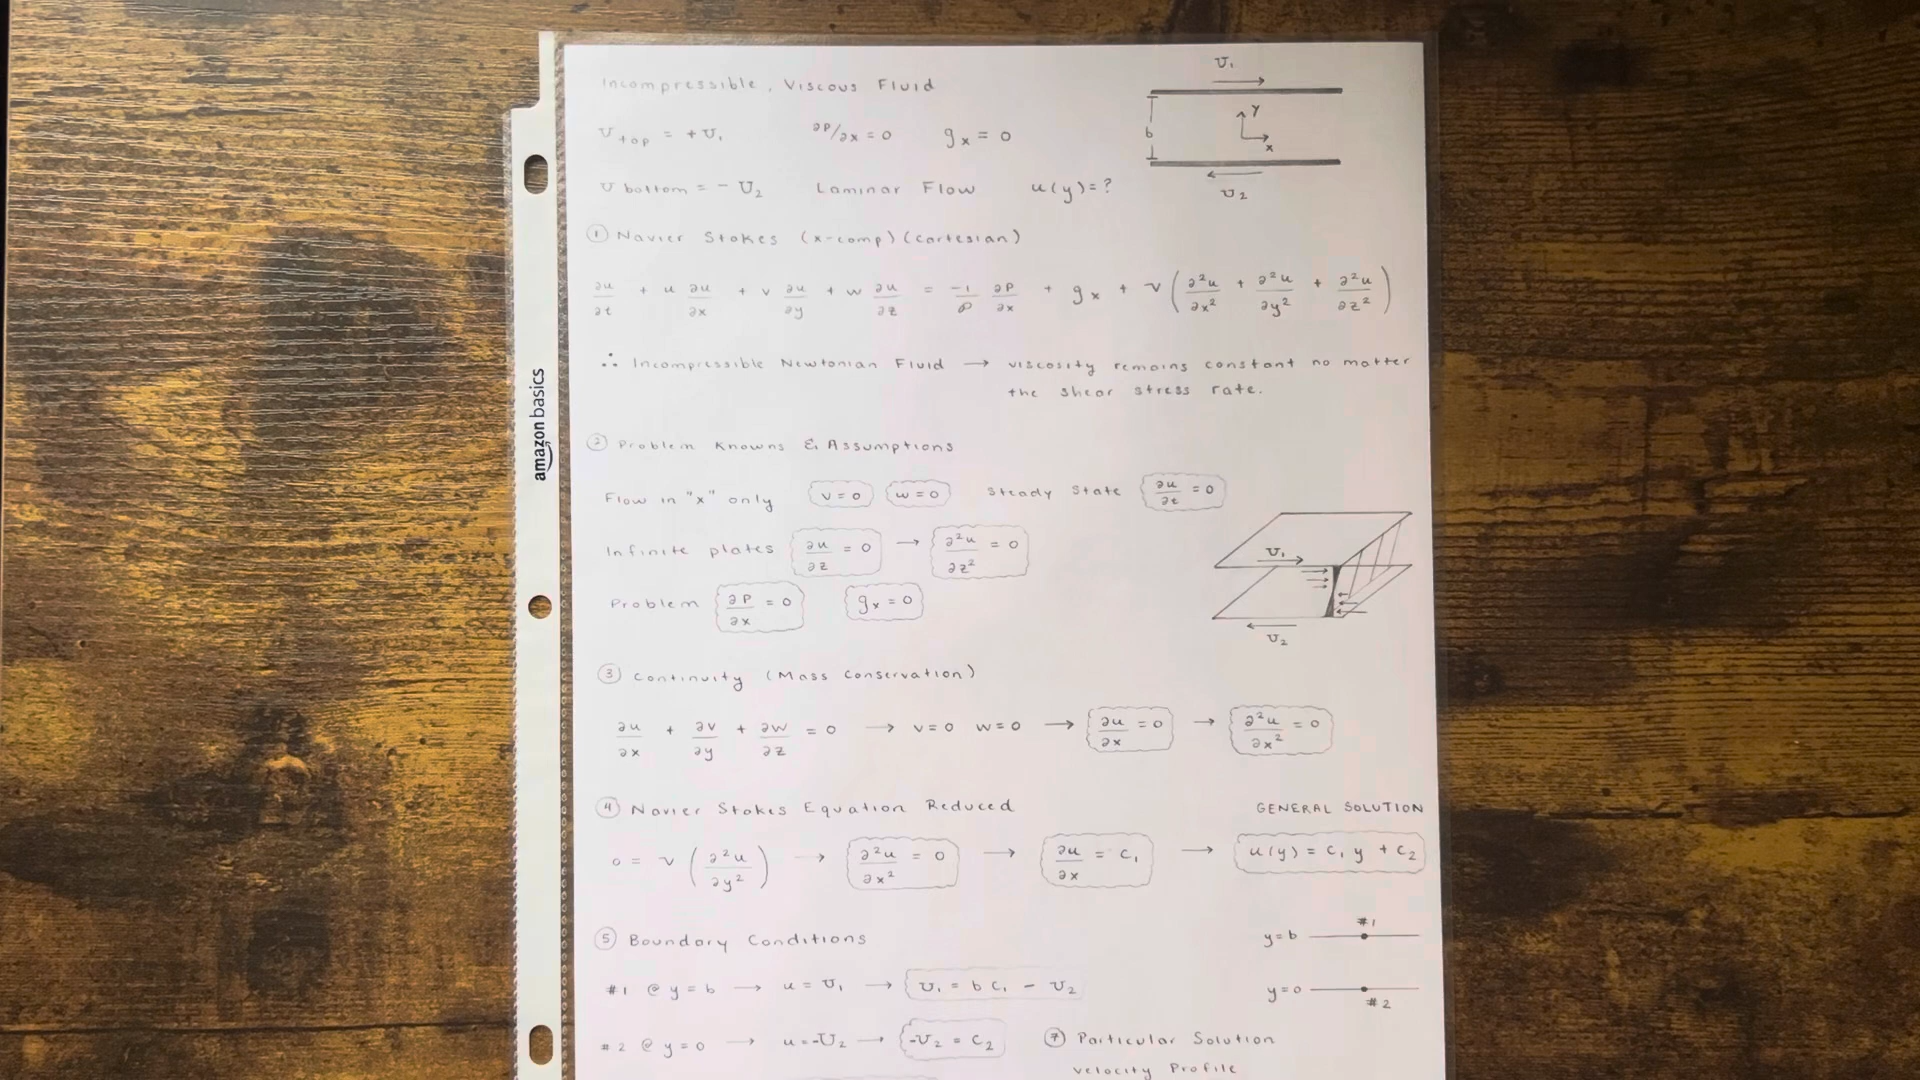 Incompressible, Viscous Fluid
U top = + U₁ ∂P/∂x = 0 gₓ = 0
U bottom = - U₂ Laminar Flow u(y)=?
U₁
b
y
x
U₂
① Navier Stokes (x-comp)(cartesian)
∂u/∂t + u ∂u/∂x + v ∂u/∂y + w ∂u/∂z = -1/ρ ∂P/∂x + gₓ + ν (∂²u/∂x² + ∂²u/∂y² + ∂²u/∂z²)
∴ Incompressible Newtonian Fluid → viscosity remains constant no matter
the shear stress rate.
② Problem Knowns & Assumptions
Flow in "x" only v=0 w=0 Steady State ∂u/∂t = 0
Infinite plates ∂u/∂z = 0 → ∂²u/∂z² = 0
Problem ∂P/∂x = 0 gₓ = 0
U₁
U₂
③ Continuity (Mass Conservation)
∂u/∂x + ∂v/∂y + ∂w/∂z = 0 → v=0 w=0 → ∂u/∂x = 0 → ∂²u/∂x² = 0
④ Navier Stokes Equation Reduced GENERAL SOLUTION
0 = ν (∂²u/∂y²) → ∂²u/∂x² = 0 → ∂u/∂x = C₁ → u(y) = C₁ y + C₂
⑤ Boundary Conditions
#1 @ y = b → u = U₁ → U₁ = b C₁ - U₂
#2 @ y = 0 → u = -U₂ → -U₂ = C₂
#1
y=b
y=0
#2
⑦ Particular Solution
Velocity Profile
amazon basics